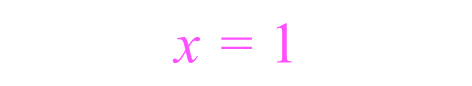 x = 1